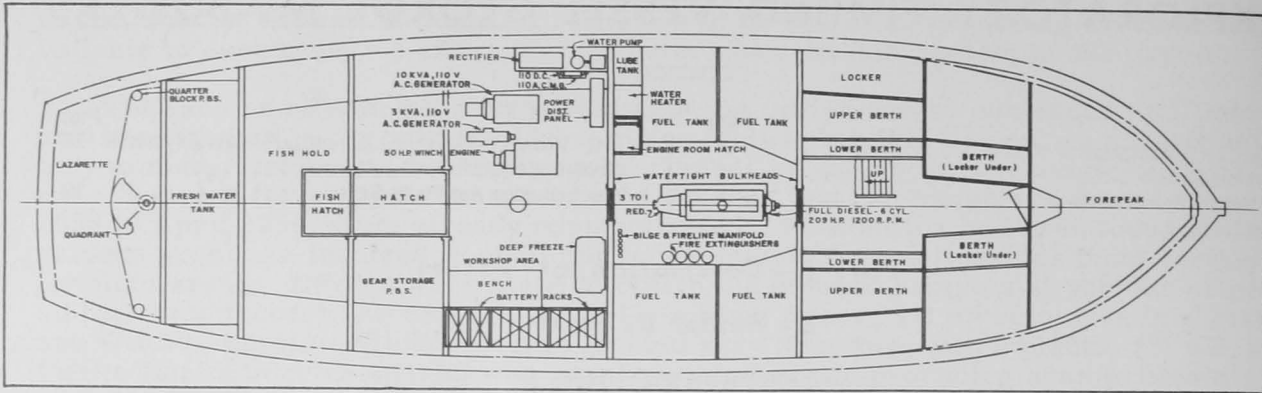 QUARTER
BLOCK P.&S.
LAZARETTE
FRESH WATER
TANK
QUADRANT
FISH HOLD
FISH
HATCH
HATCH
GEAR STORAGE
P.&S.
RECTIFIER
WATER PUMP
110 D.C.
110 A.C.M.G.
10 KVA, 110 V
A.C. GENERATOR
3 KVA, 110 V
A.C. GENERATOR
50 H.P. WINCH ENGINE
POWER
DIST.
PANEL
DEEP FREEZE
WORKSHOP AREA
BENCH
BATTERY RACKS
LUBE
TANK
WATER
HEATER
FUEL TANK
FUEL TANK
ENGINE ROOM HATCH
WATERTIGHT BULKHEADS
3 TO 1
RED.
FULL DIESEL - 6 CYL.
209 H.P. 1200 R.P.M.
BILGE & FIRELINE MANIFOLD
FIRE EXTINGUISHERS
FUEL TANK
FUEL TANK
LOCKER
UPPER BERTH
LOWER BERTH
UP
BERTH
(Locker Under)
FOREPEAK
BERTH
(Locker Under)
LOWER BERTH
UPPER BERTH